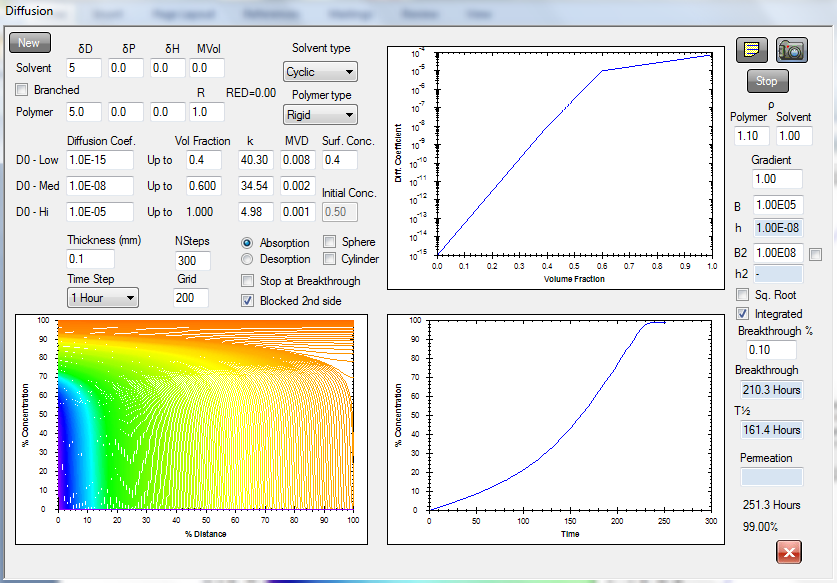 Diffusion
New
δD δP δH MVol
Solvent type
Solvent 5 0.0 0.0 0.0
Cyclic
Branched
R RED=0.00
Polymer type
Polymer 5.0 0.0 0.0 1.0
Rigid
Diffusion Coef. Vol Fraction k MVD Surf. Conc.
D0 - Low 1.0E-15 Up to 0.4 40.30 0.008 0.4
D0 - Med 1.0E-08 Up to 0.600 34.54 0.002
Initial Conc.
D0 - Hi 1.0E-05 Up to 1.000 4.98 0.001 0.50
Thickness (mm) NSteps
Absorption Sphere
0.1 300
Desorption Cylinder
Time Step Grid
Stop at Breakthrough
1 Hour 200
Blocked 2nd side
Diff. Coefficient
10-4
10-5
10-6
10-7
10-8
10-9
10-10
10-11
10-12
10-13
10-14
10-15
0.0 0.1 0.2 0.3 0.4 0.5 0.6 0.7 0.8 0.9 1.0
Volume Fraction
Stop
ρ
Polymer Solvent
1.10 1.00
Gradient
1.00
B 1.00E05
h 1.00E-08
B2 1.00E08
h2 -
Sq. Root
Integrated
Breakthrough %
0.10
Breakthrough
210.3 Hours
T½
161.4 Hours
Permeation
251.3 Hours
99.00%
% Concentration
100
90
80
70
60
50
40
30
20
10
0
0 10 20 30 40 50 60 70 80 90 100
% Distance
% Concentration
100
90
80
70
60
50
40
30
20
10
0
0 50 100 150 200 250 300
Time